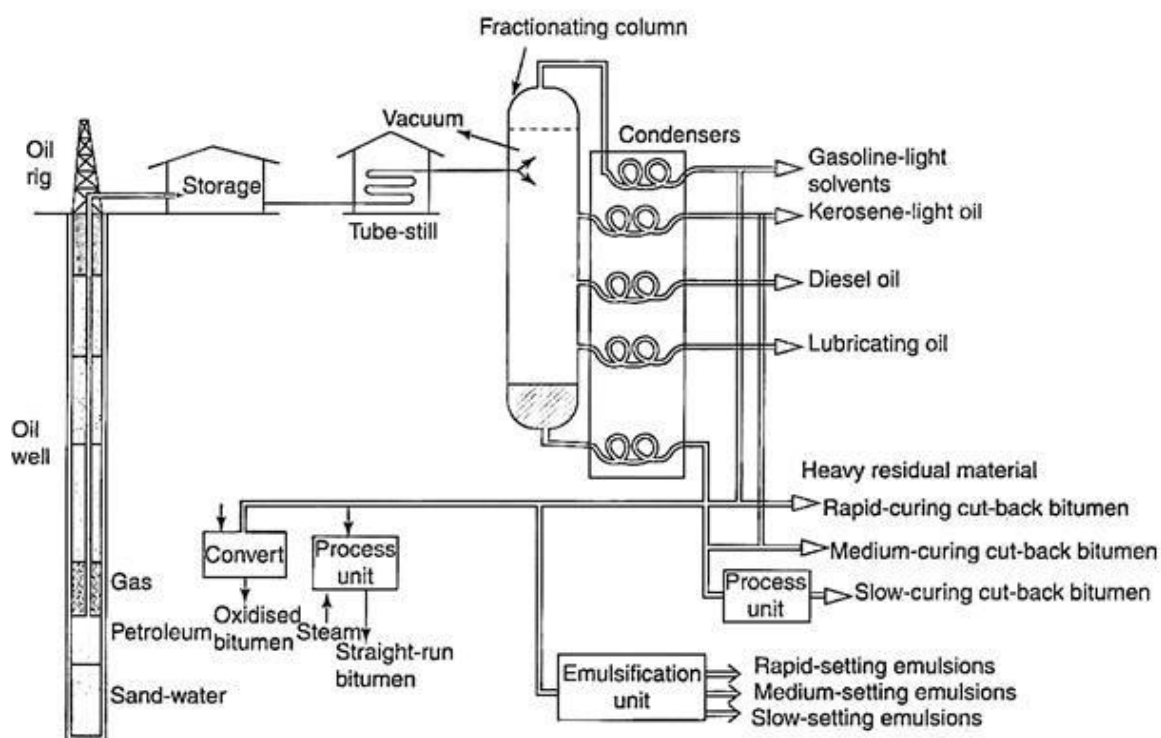 Fractionating column
Vacuum
Condensers
Oil
rig
Storage
Tube-still
Gasoline-light
solvents
Kerosene-light oil
Diesel oil
Lubricating oil
Oil
well
Heavy residual material
Rapid-curing cut-back bitumen
Medium-curing cut-back bitumen
Process
unit
Slow-curing cut-back bitumen
Convert
Process
unit
Gas
Petroleum
Oxidised
bitumen
Steam
Straight-run
bitumen
Sand-water
Emulsification
unit
Rapid-setting emulsions
Medium-setting emulsions
Slow-setting emulsions